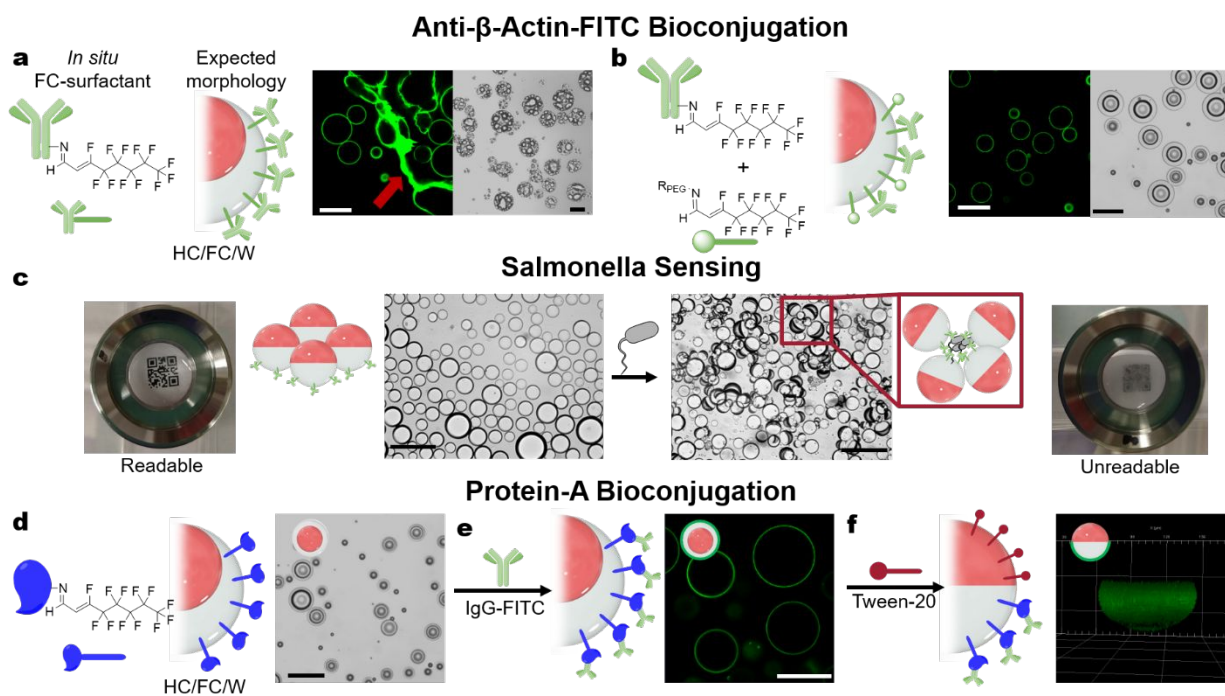 Anti-β-Actin-FITC Bioconjugation
a
In situ
FC-surfactant
Expected
morphology
N
H
F
F F F F F
F
F F F F F
F
HC/FC/W
b
N
H
F
F F F F F
F
F F F F F
F
+
R_PEG
N
H
F
F F F F F
F
F F F F F
F
Salmonella Sensing
c
Readable
Unreadable
Protein-A Bioconjugation
d
N
H
F
F F F F F
F
F F F F F
F
HC/FC/W
e
IgG-FITC
f
Tween-20